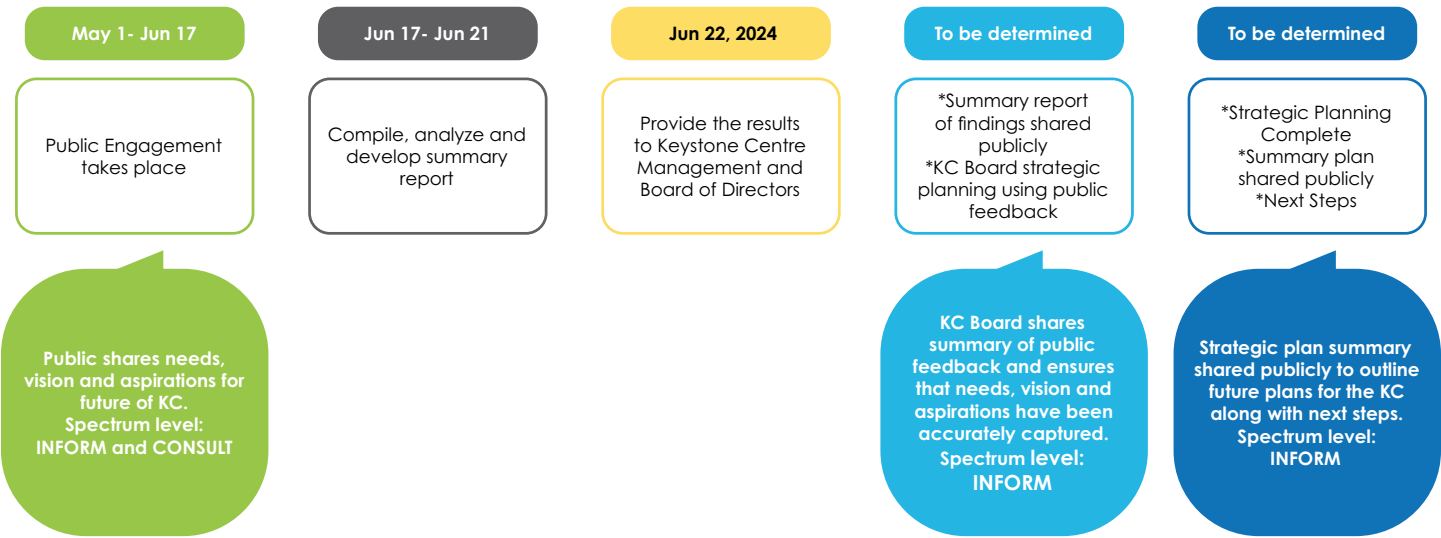 May 1- Jun 17
Jun 17- Jun 21
Jun 22, 2024
To be determined
To be determined
Public Engagement
takes place
Compile, analyze and
develop summary
report
Provide the results
to Keystone Centre
Management and
Board of Directors
*Summary report
of findings shared
publicly
*KC Board strategic
planning using public
feedback
*Strategic Planning
Complete
*Summary plan
shared publicly
*Next Steps
Public shares needs,
vision and aspirations for
future of KC.
Spectrum level:
INFORM and CONSULT
KC Board shares
summary of public
feedback and ensures
that needs, vision and
aspirations have been
accurately captured.
Spectrum level:
INFORM
Strategic plan summary
shared publicly to outline
future plans for the KC
along with next steps.
Spectrum level:
INFORM